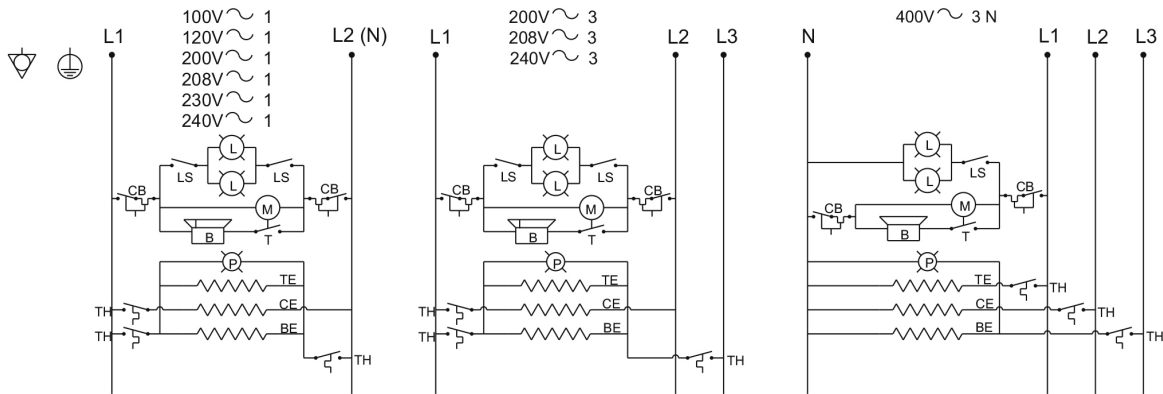 100V 1
120V 1
200V 1
208V 1
230V 1
240V 1
L1
L2 (N)
L
LS
LS
L
CB
CB
M
B
T
P
TE
TH
CE
TH
BE
TH
200V 3
208V 3
240V 3
L1
L2
L3
L
LS
LS
L
CB
CB
M
B
T
P
TE
TH
CE
TH
BE
TH
400V 3 N
N
L1
L2
L3
L
LS
L
CB
CB
M
B
T
P
TE
TH
CE
TH
BE
TH